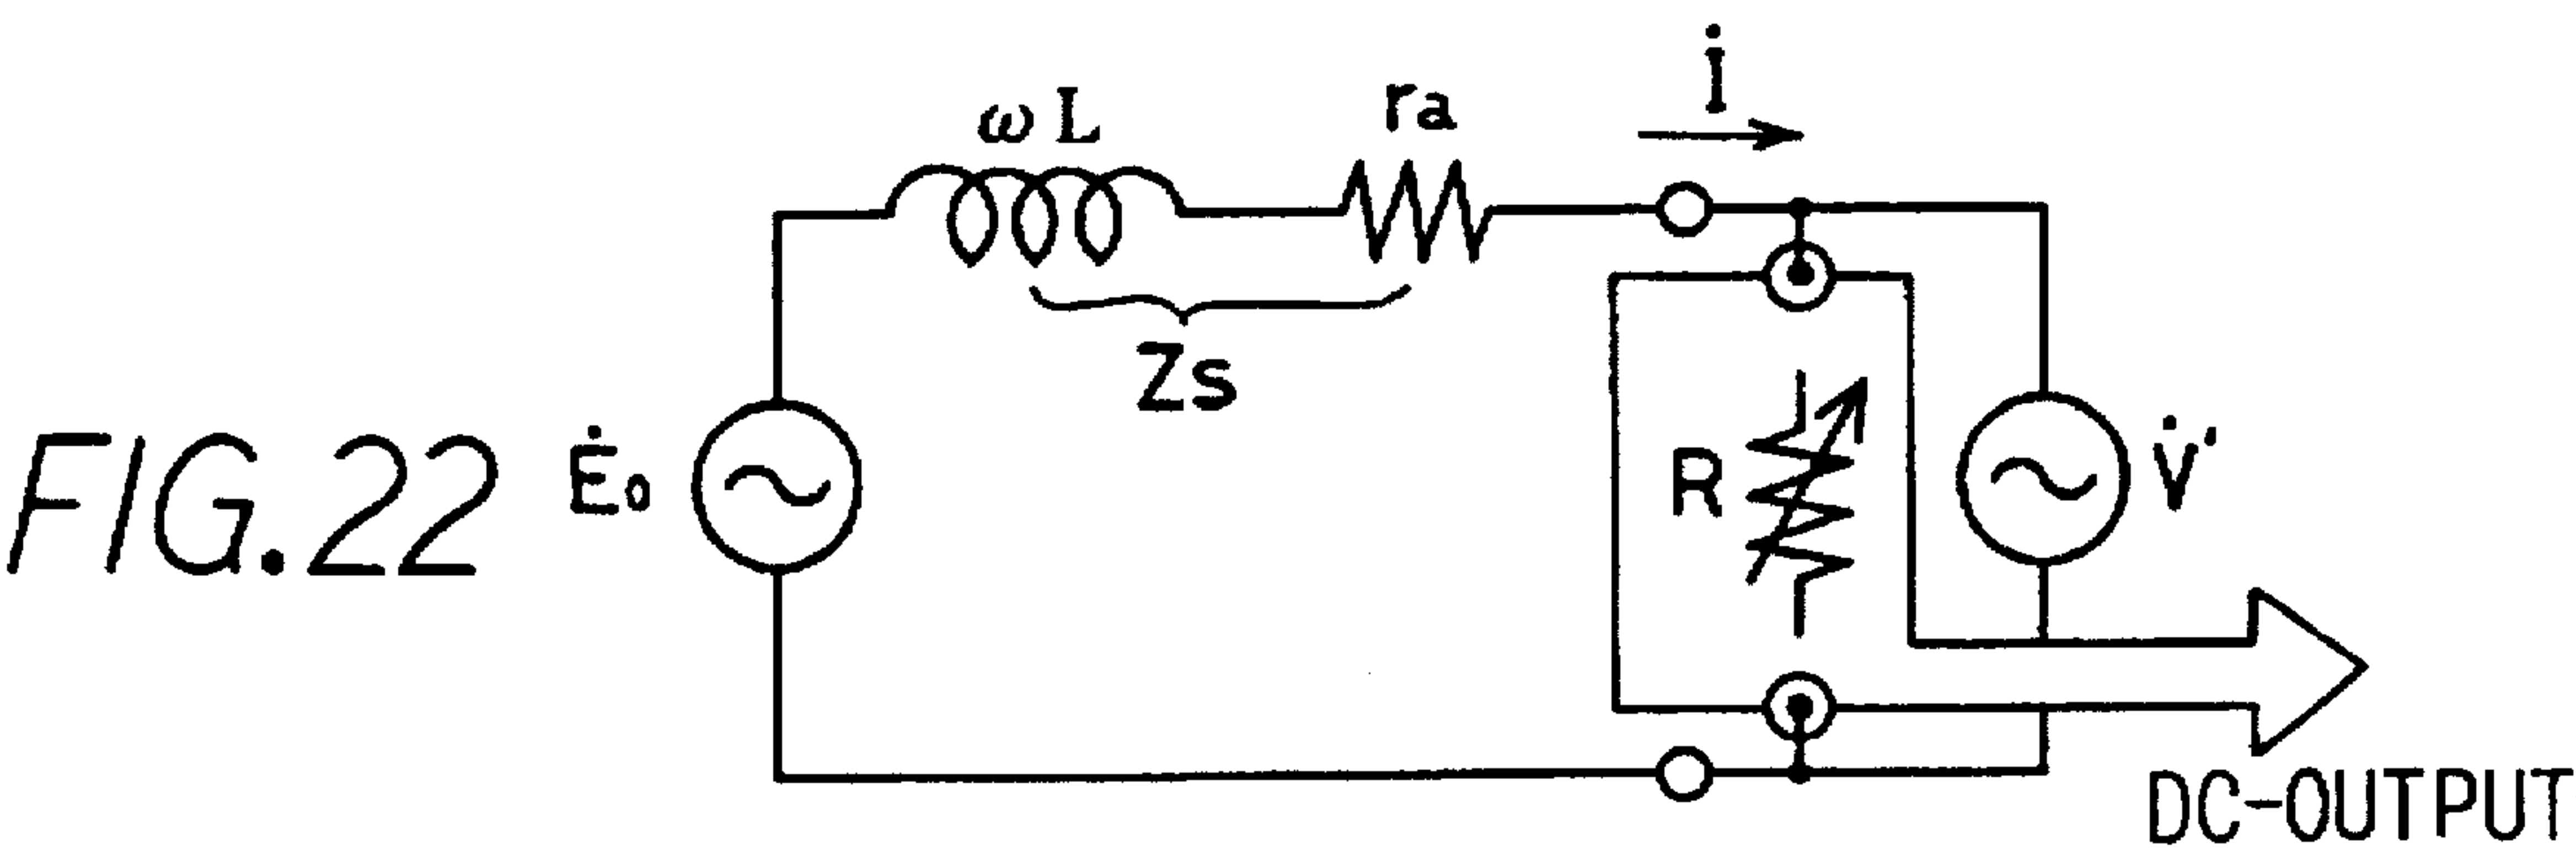 i̇
ωL
ra
Zs
FIG.22
Ė₀
R
V̇'
DC-OUTPUT